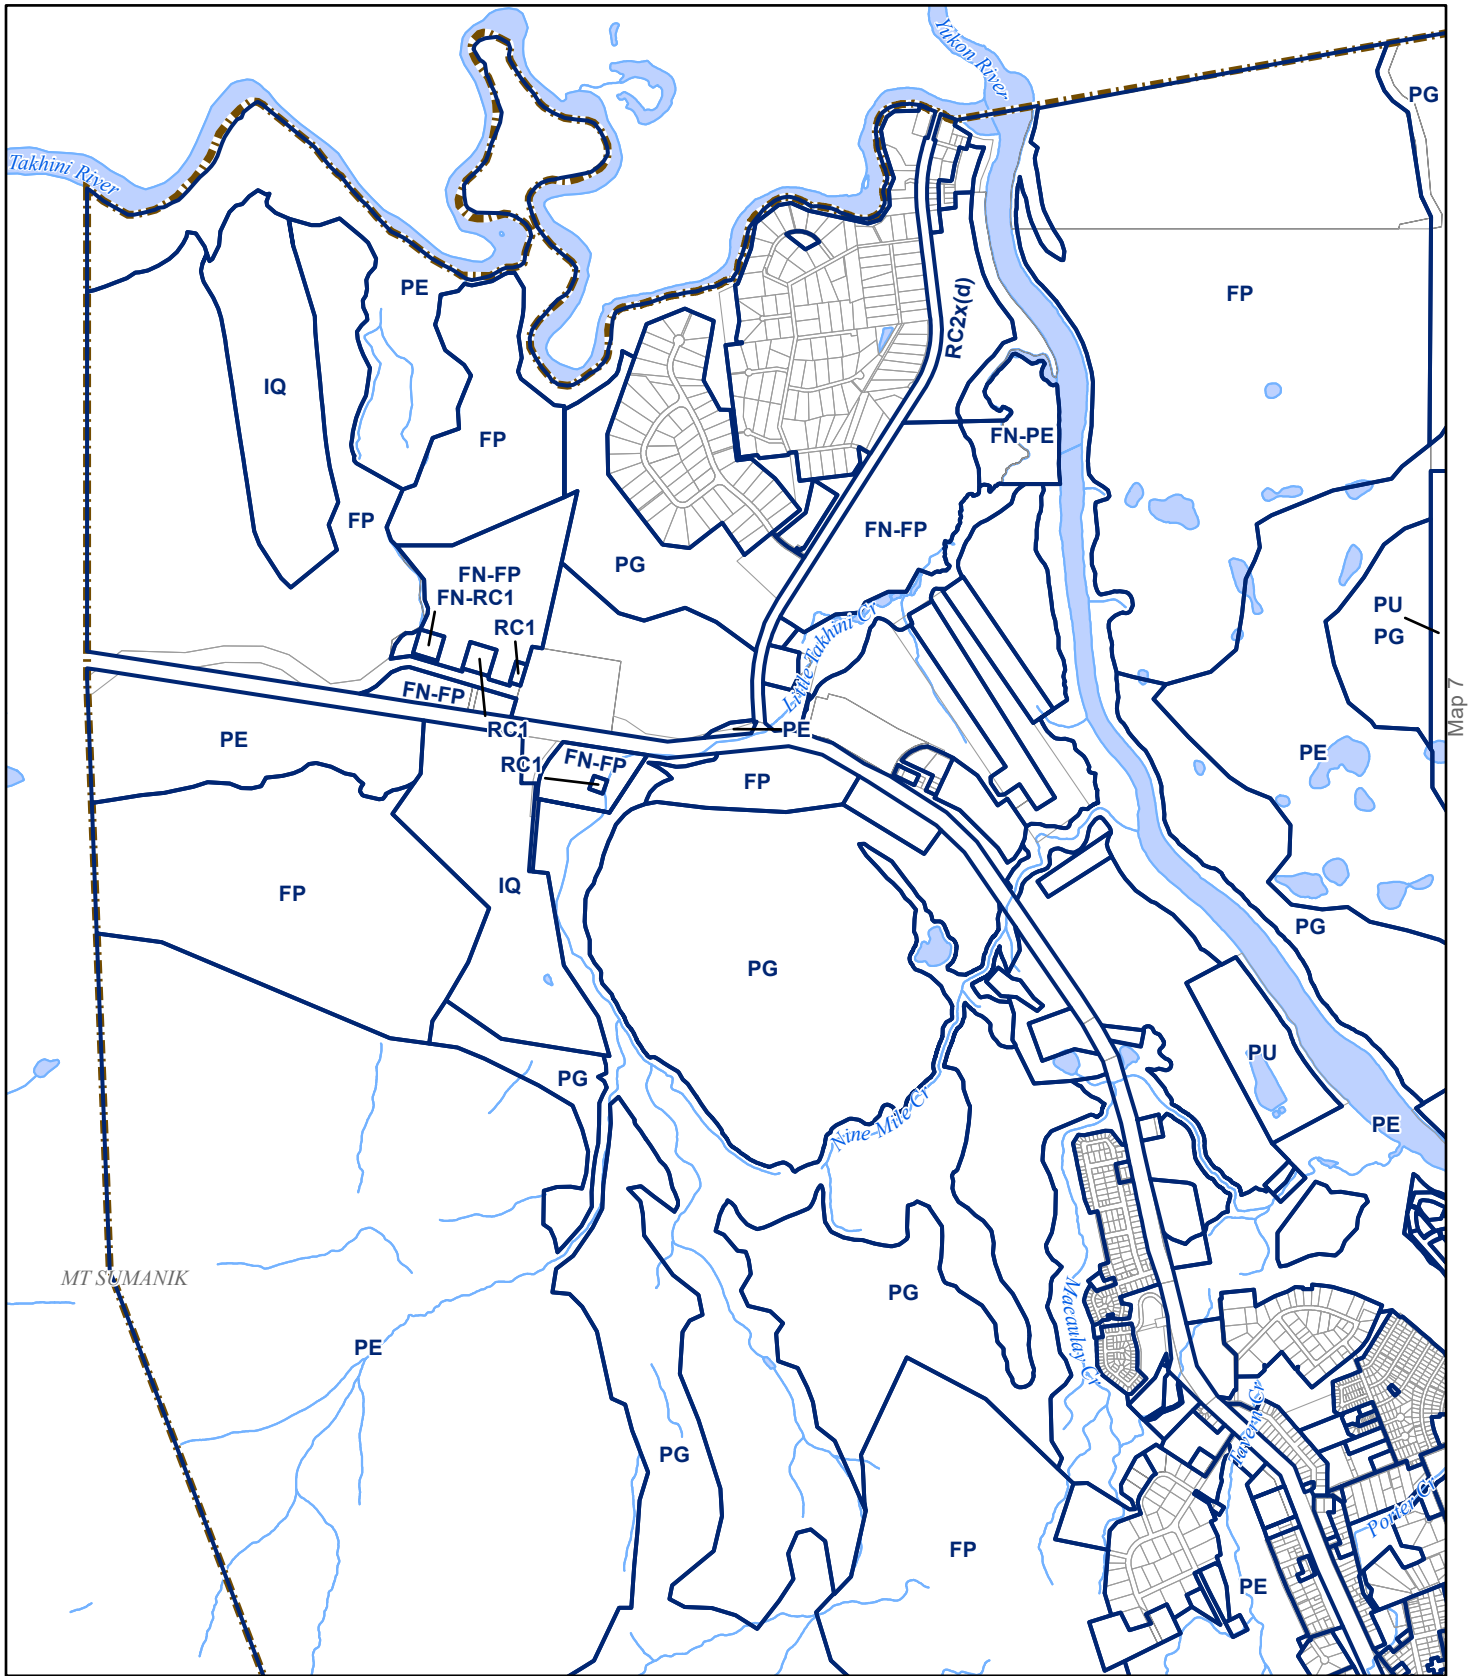 Yukon River
PG
Takhini River
PE
FP
RC2x(d)
IQ
FP
FN-PE
FP
FN-FP
PG
FN-FP
FN-RC1
PU
PG
RC1
Little Takhini Cr
FN-FP
Map 7
RC1
PE
PE
PE
RC1
FN-FP
FP
FP
IQ
PG
PG
PU
PG
Nine Mile Cr
PE
MT SUMANIK
PG
Macaulay Cr
PE
Tavern Cr
PG
Porter Cr
FP
PE